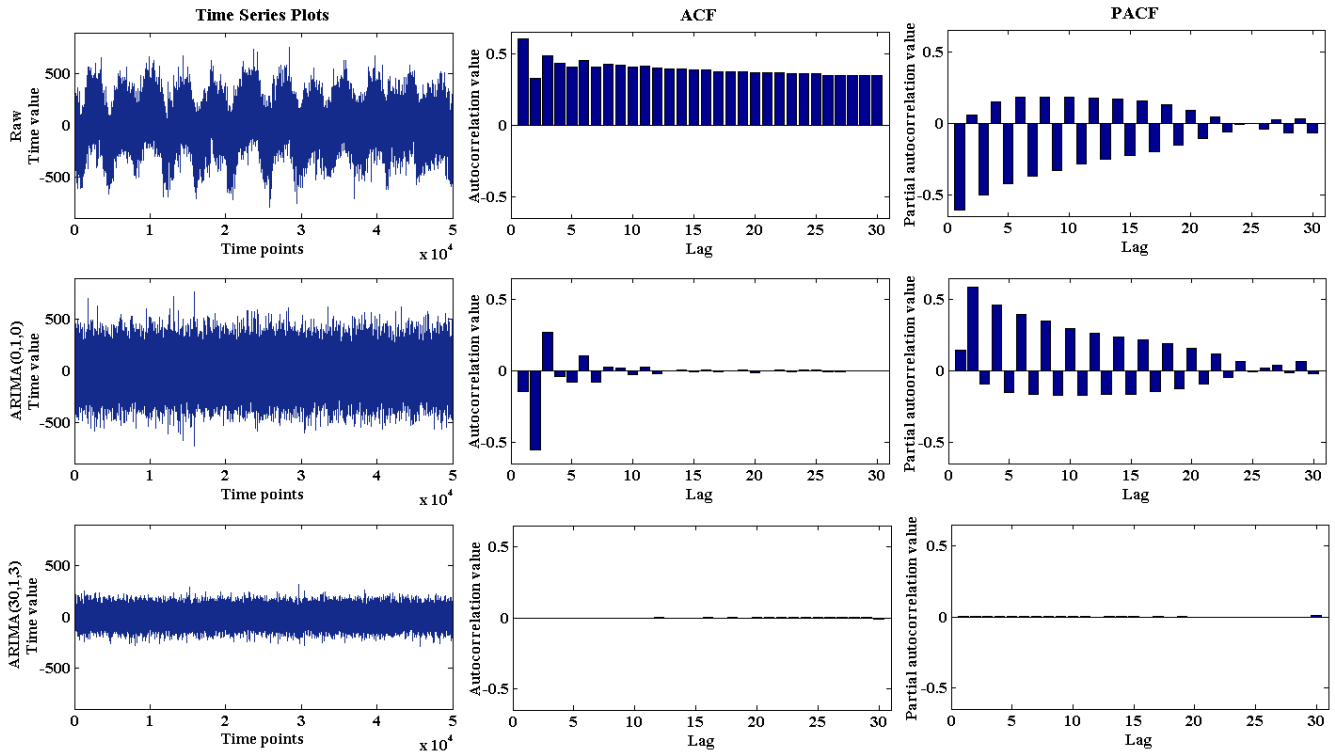 Time Series Plots
ACF
PACF
Raw
Time value
500
0
-500
0 1 2 3 4 5
x 10⁴
Time points
Autocorrelation value
0.5
0
-0.5
0 5 10 15 20 25 30
Lag
Partial autocorrelation value
0.5
0
-0.5
0 5 10 15 20 25 30
Lag
ARIMA(0,1,0)
Time value
500
0
-500
0 1 2 3 4 5
x 10⁴
Time points
Autocorrelation value
0.5
0
-0.5
0 5 10 15 20 25 30
Lag
Partial autocorrelation value
0.5
0
-0.5
0 5 10 15 20 25 30
Lag
ARIMA(30,1,3)
Time value
500
0
-500
0 1 2 3 4 5
x 10⁴
Time points
Autocorrelation value
0.5
0
-0.5
0 5 10 15 20 25 30
Lag
Partial autocorrelation value
0.5
0
-0.5
0 5 10 15 20 25 30
Lag